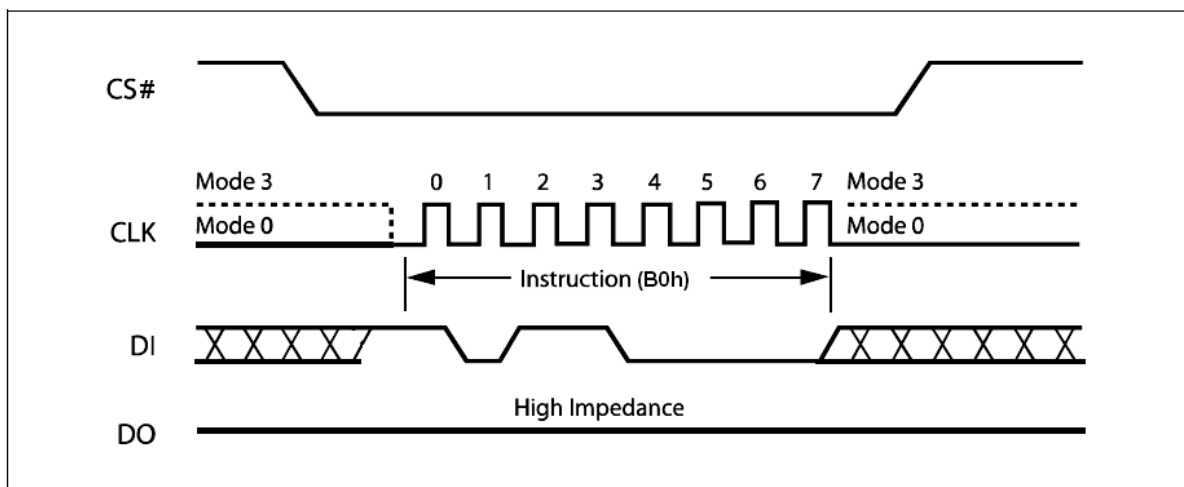 CS#
Mode 3
0 1 2 3 4 5 6 7
Mode 3
CLK
Mode 0
Mode 0
Instruction (B0h)
DI
High Impedance
DO